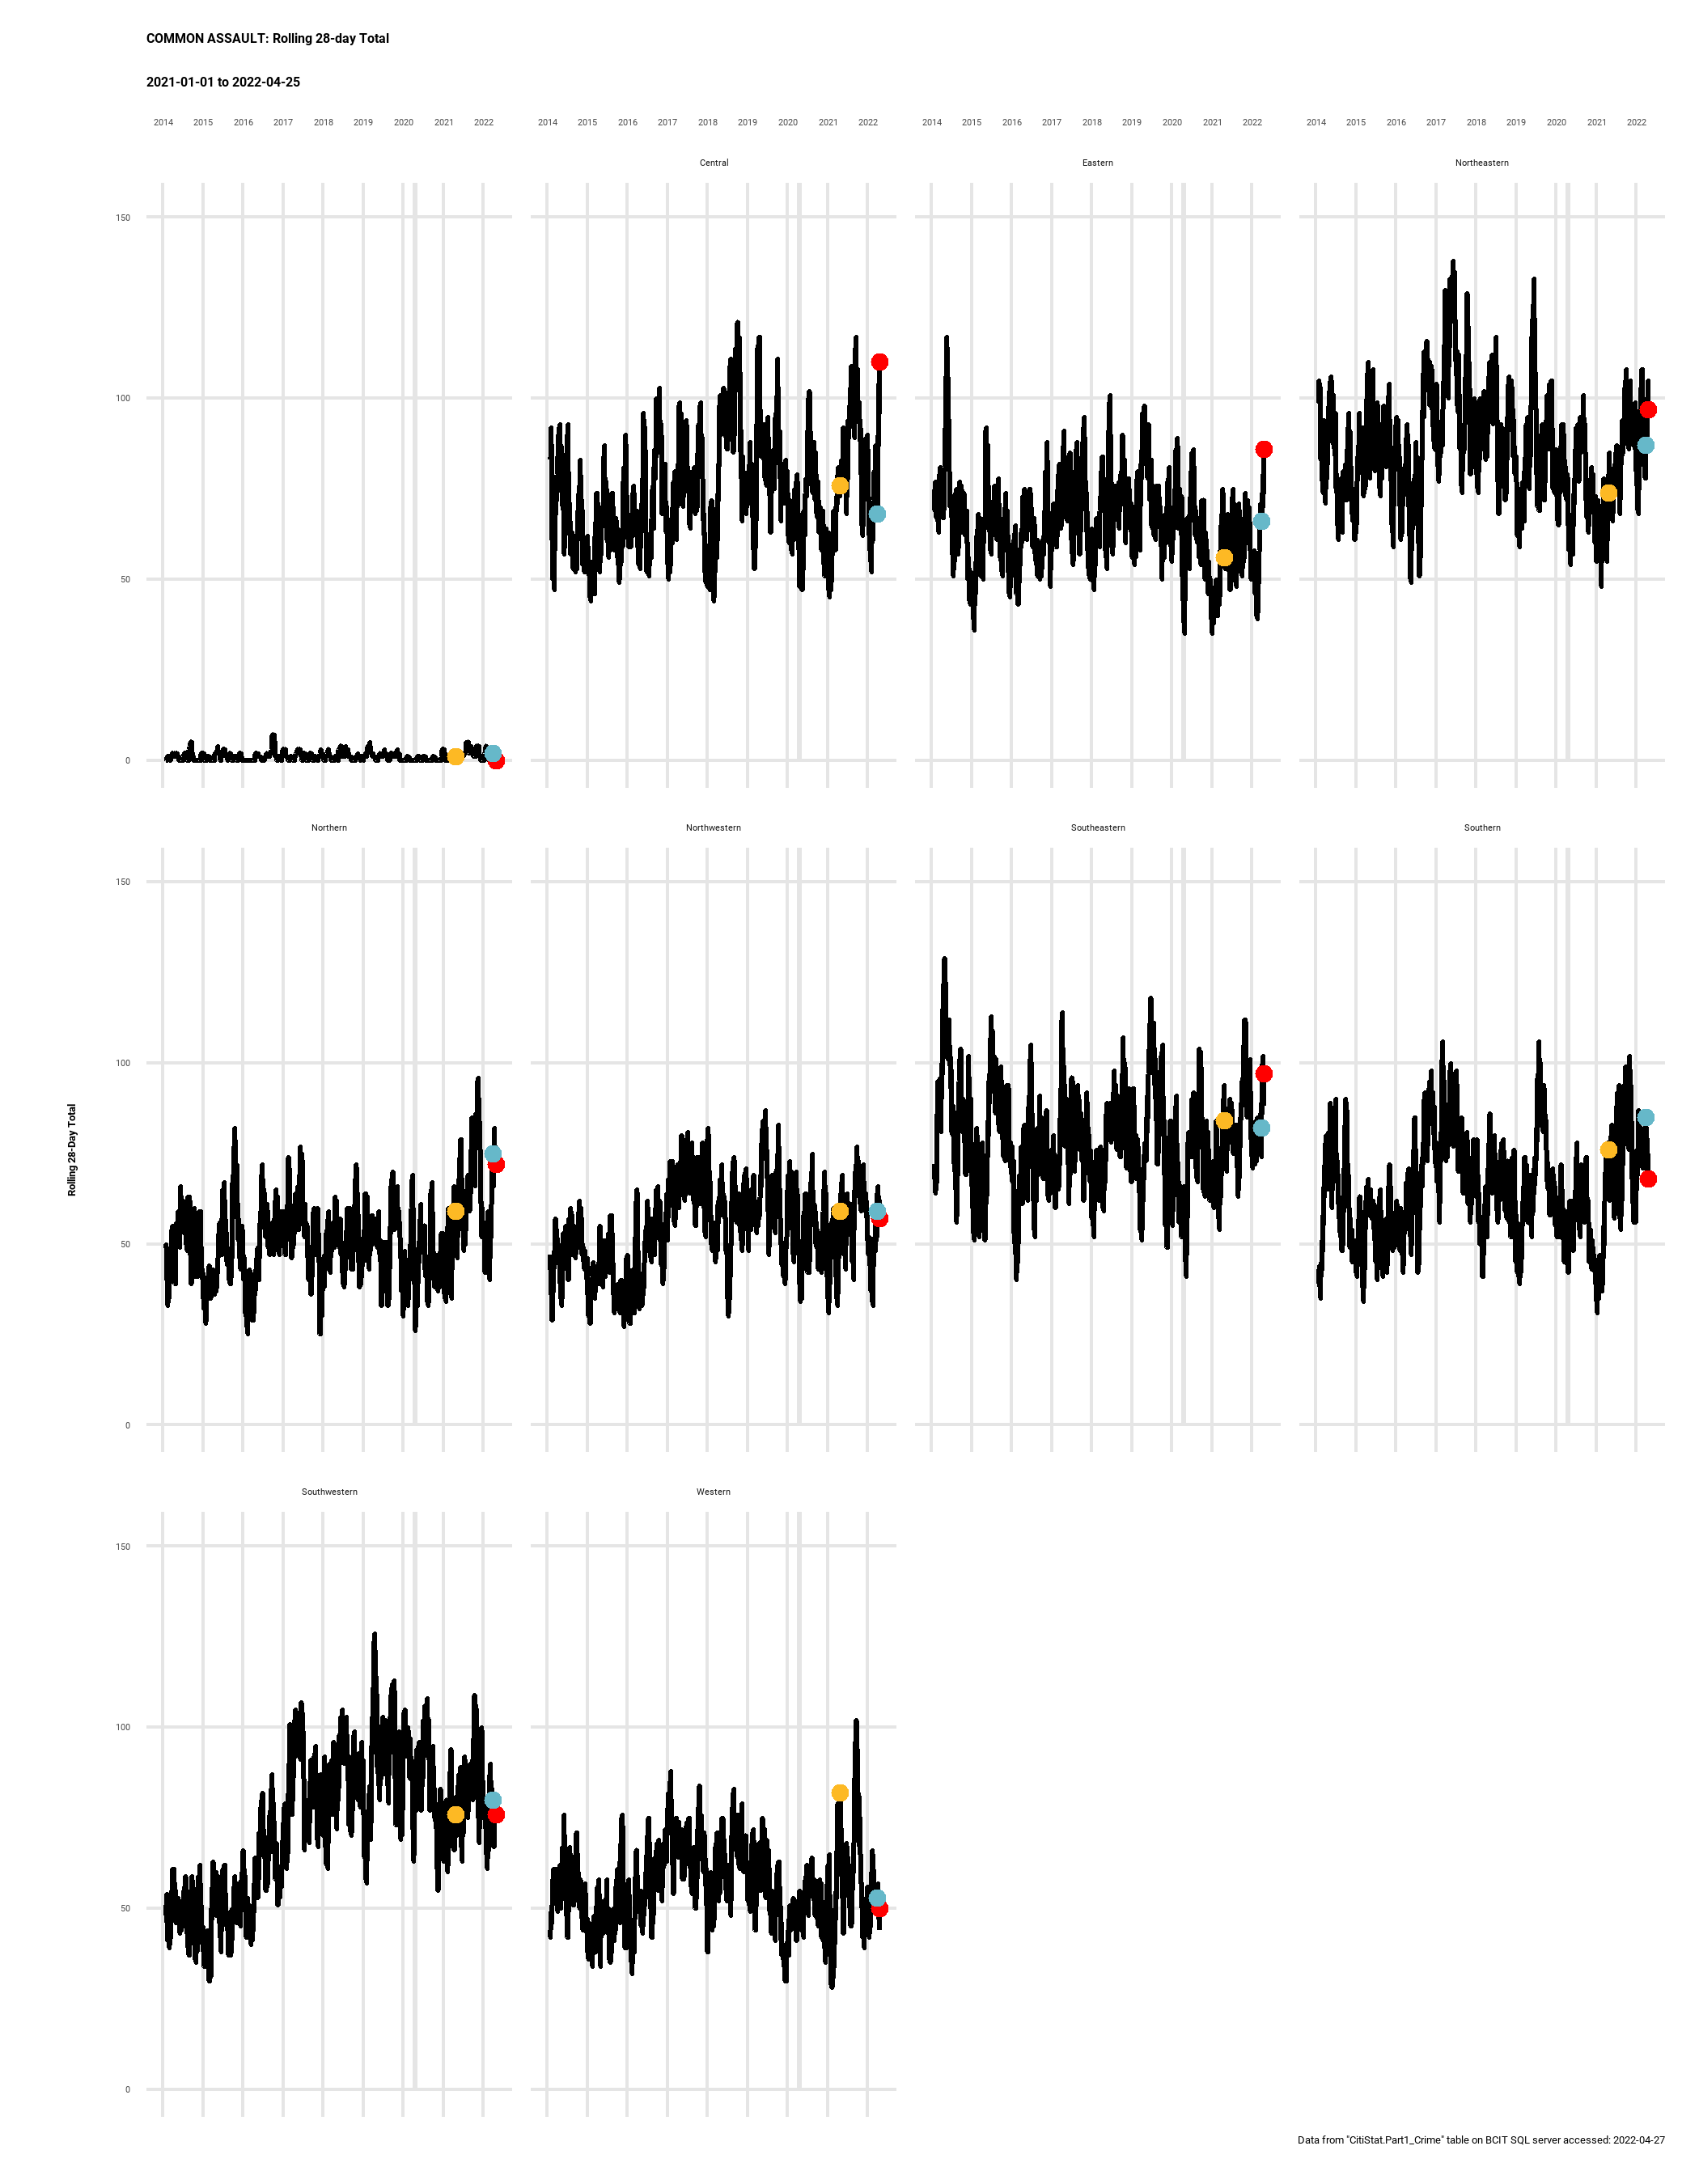 COMMON ASSAULT: Rolling 28-day Total
2021-01-01 to 2022-04-25
2014 2015 2016 2017 2018 2019 2020 2021 2022 2014 2015 2016 2017 2018 2019 2020 2021 2022 2014 2015 2016 2017 2018 2019 2020 2021 2022 2014 2015 2016 2017 2018 2019 2020 2021 2022
Central Eastern Northeastern
150
100
50
0
Northern Northwestern Southeastern Southern
150
100
50
0
Rolling 28-Day Total
Southwestern Western
150
100
50
0
Data from "CitiStat.Part1_Crime" table on BCIT SQL server accessed: 2022-04-27